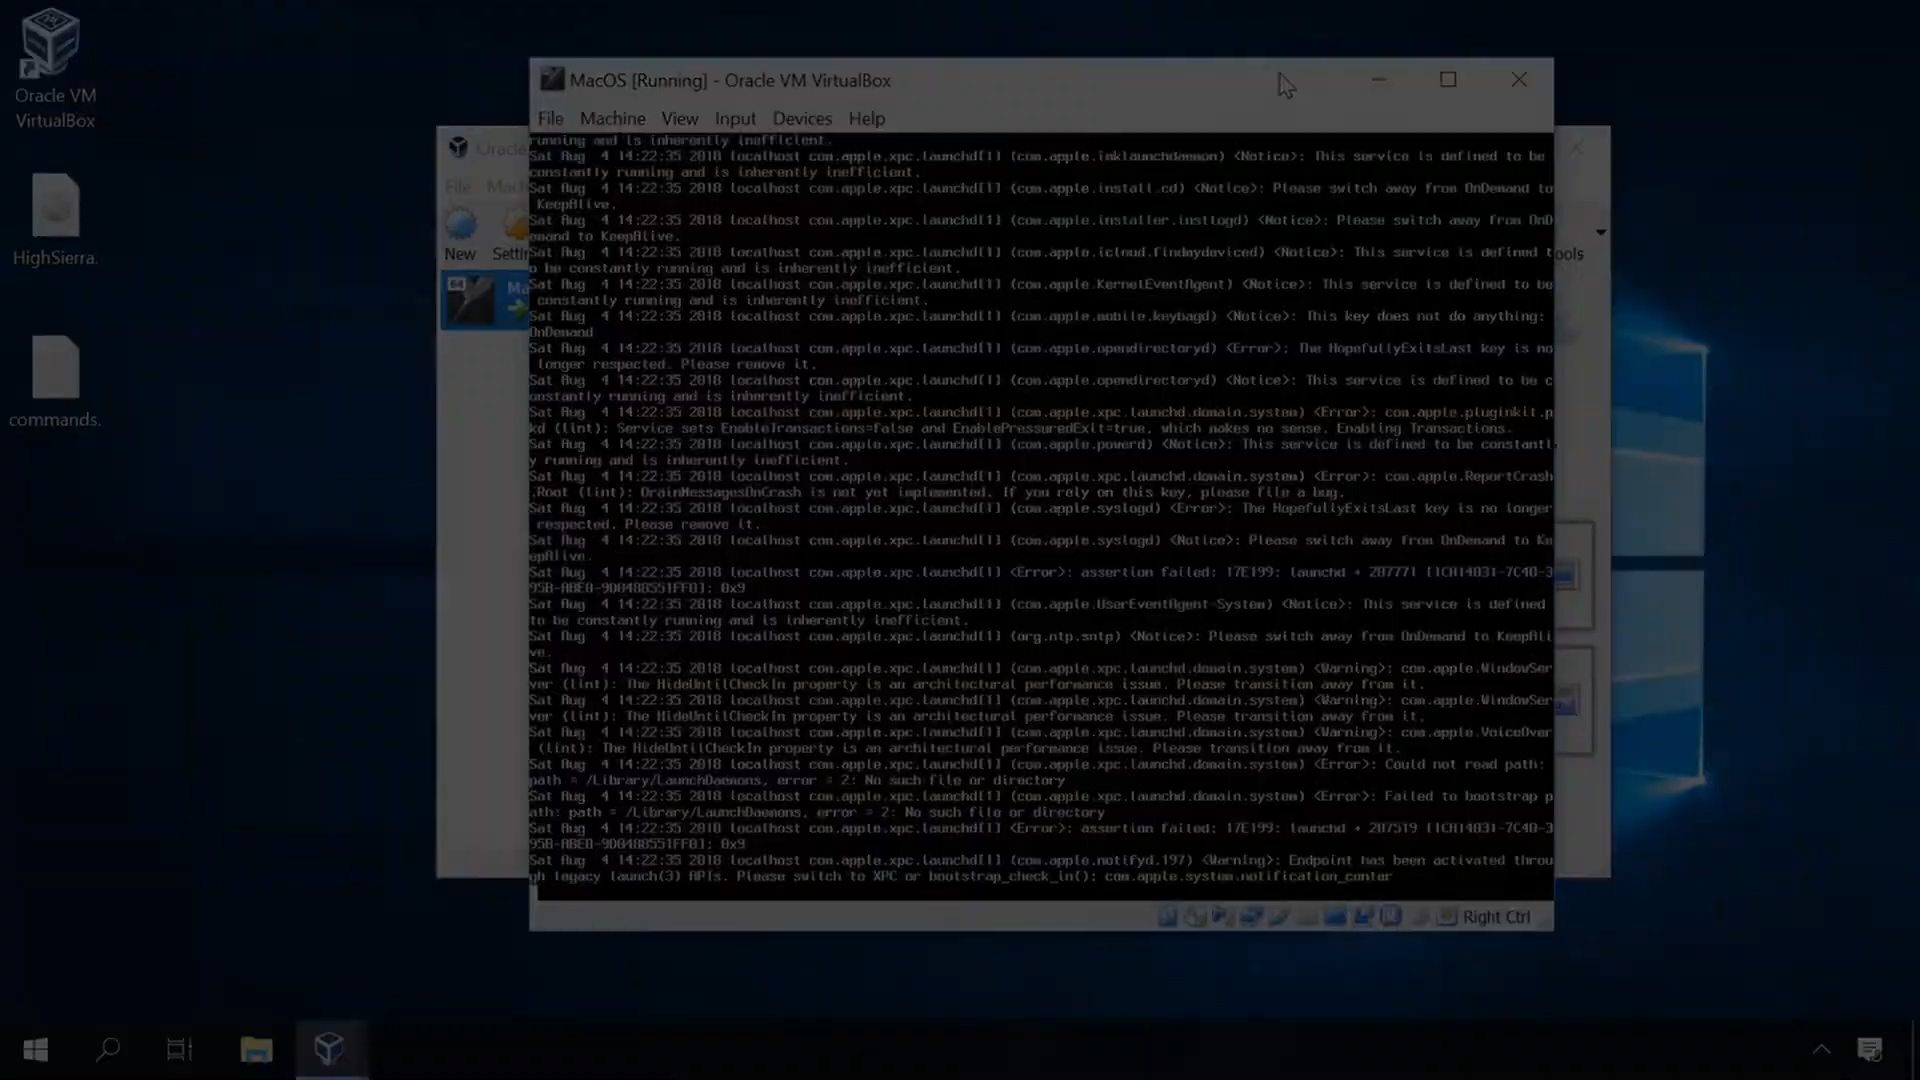 Oracle VM
VirtualBox
HighSierra.
commands.
Oracle
File Mach
New Settin
64 Ma
ools
MacOS [Running] - Oracle VM VirtualBox
File Machine View Input Devices Help
running and is inherently inefficient.
Sat Aug  4 14:22:35 2018 localhost com.apple.xpc.launchd[1] (com.apple.inklaunchdaemon) <Notice>: This service is defined to be
constantly running and is inherently inefficient.
Sat Aug  4 14:22:35 2018 localhost com.apple.xpc.launchd[1] (com.apple.install.cd) <Notice>: Please switch away from OnDemand to
 KeepAlive.
Sat Aug  4 14:22:35 2018 localhost com.apple.xpc.launchd[1] (com.apple.installer.insttogd) <Notice>: Please switch away from OnD
emand to KeepAlive.
Sat Aug  4 14:22:35 2018 localhost com.apple.xpc.launchd[1] (com.apple.icloud.findmydeviced) <Notice>: This service is defined t
o be constantly running and is inherently inefficient.
Sat Aug  4 14:22:35 2018 localhost com.apple.xpc.launchd[1] (com.apple.KernelEventAgent) <Notice>: This service is defined to be
 constantly running and is inherently inefficient.
Sat Aug  4 14:22:35 2018 localhost com.apple.xpc.launchd[1] (com.apple.mobile.keybagd) <Notice>: This key does not do anything:
OnDemand
Sat Aug  4 14:22:35 2018 localhost com.apple.xpc.launchd[1] (com.apple.opendirectoryd) <Error>: The HopefullyExitsLast key is no
 longer respected. Please remove it.
Sat Aug  4 14:22:35 2018 localhost com.apple.xpc.launchd[1] (com.apple.opendirectoryd) <Notice>: This service is defined to be c
onstantly running and is inherently inefficient.
Sat Aug  4 14:22:35 2018 localhost com.apple.xpc.launchd[1] (com.apple.xpc.launchd.domain.system) <Error>: com.apple.pluginkit.p
kd (lint): Service sets EnableTransactions=false and EnablePressuredExit=true, which makes no sense. Enabling Transactions.
Sat Aug  4 14:22:35 2018 localhost com.apple.xpc.launchd[1] (com.apple.powerd) <Notice>: This service is defined to be constantl
y running and is inherently inefficient.
Sat Aug  4 14:22:35 2018 localhost com.apple.xpc.launchd[1] (com.apple.xpc.launchd.domain.system) <Error>: com.apple.ReportCrash
.Root (lint): DrainMessagesOnCrash is not yet implemented. If you rely on this key, please file a bug.
Sat Aug  4 14:22:35 2018 localhost com.apple.xpc.launchd[1] (com.apple.syslogd) <Error>: The HopefullyExitsLast key is no longer
 respected. Please remove it.
Sat Aug  4 14:22:35 2018 localhost com.apple.xpc.launchd[1] (com.apple.syslogd) <Notice>: Please switch away from OnDemand to Ke
epAlive.
Sat Aug  4 14:22:35 2018 localhost com.apple.xpc.launchd[1] <Error>: assertion failed: 17E199: launchd + 207771 [1CA14031-7C40-3
95B-ABE0-9D0488551FF0]: 0x9
Sat Aug  4 14:22:35 2018 localhost com.apple.xpc.launchd[1] (com.apple.UserEventAgent-System) <Notice>: This service is defined
to be constantly running and is inherently inefficient.
Sat Aug  4 14:22:35 2018 localhost com.apple.xpc.launchd[1] (org.ntp.sntp) <Notice>: Please switch away from OnDemand to KeepAli
ve.
Sat Aug  4 14:22:35 2018 localhost com.apple.xpc.launchd[1] (com.apple.xpc.launchd.domain.system) <Warning>: com.apple.WindowSer
ver (lint): The HideUntilCheckIn property is an architectural performance issue. Please transition away from it.
Sat Aug  4 14:22:35 2018 localhost com.apple.xpc.launchd[1] (com.apple.xpc.launchd.domain.system) <Warning>: com.apple.WindowSer
ver (lint): The HideUntilCheckIn property is an architectural performance issue. Please transition away from it.
Sat Aug  4 14:22:35 2018 localhost com.apple.xpc.launchd[1] (com.apple.xpc.launchd.domain.system) <Warning>: com.apple.VoiceOver
 (lint): The HideUntilCheckIn property is an architectural performance issue. Please transition away from it.
Sat Aug  4 14:22:35 2018 localhost com.apple.xpc.launchd[1] (com.apple.xpc.launchd.domain.system) <Error>: Could not read path:
path = /Library/LaunchDaemons, error = 2: No such file or directory
Sat Aug  4 14:22:35 2018 localhost com.apple.xpc.launchd[1] (com.apple.xpc.launchd.domain.system) <Error>: Failed to bootstrap p
ath: path = /Library/LaunchDaemons, error = 2: No such file or directory
Sat Aug  4 14:22:35 2018 localhost com.apple.xpc.launchd[1] <Error>: assertion failed: 17E199: launchd + 207519 [1CA14031-7C40-3
95B-ABE0-9D0488551FF0]: 0x9
Sat Aug  4 14:22:35 2018 localhost com.apple.xpc.launchd[1] (com.apple.notifyd.197) <Warning>: Endpoint has been activated throu
gh legacy launch(3) APIs. Please switch to XPC or bootstrap_check_in(): com.apple.system.notification_center
Right Ctrl